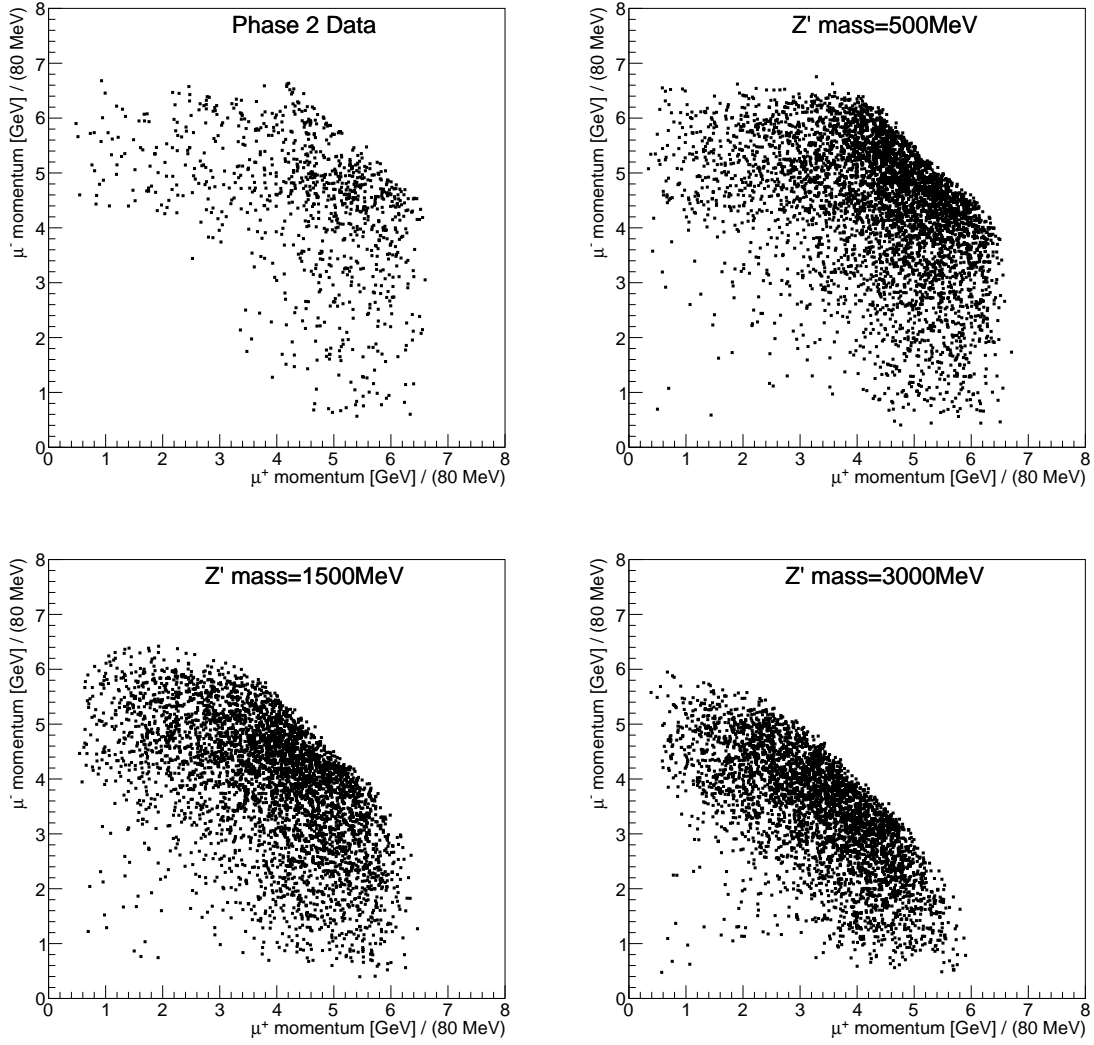 Phase 2 Data
μ- momentum [GeV] / (80 MeV)
8
7
6
5
4
3
2
1
0
0 1 2 3 4 5 6 7 8
μ+ momentum [GeV] / (80 MeV)
Z' mass=500MeV
μ- momentum [GeV] / (80 MeV)
8
7
6
5
4
3
2
1
0
0 1 2 3 4 5 6 7 8
μ+ momentum [GeV] / (80 MeV)
Z' mass=1500MeV
μ- momentum [GeV] / (80 MeV)
8
7
6
5
4
3
2
1
0
0 1 2 3 4 5 6 7 8
μ+ momentum [GeV] / (80 MeV)
Z' mass=3000MeV
μ- momentum [GeV] / (80 MeV)
8
7
6
5
4
3
2
1
0
0 1 2 3 4 5 6 7 8
μ+ momentum [GeV] / (80 MeV)